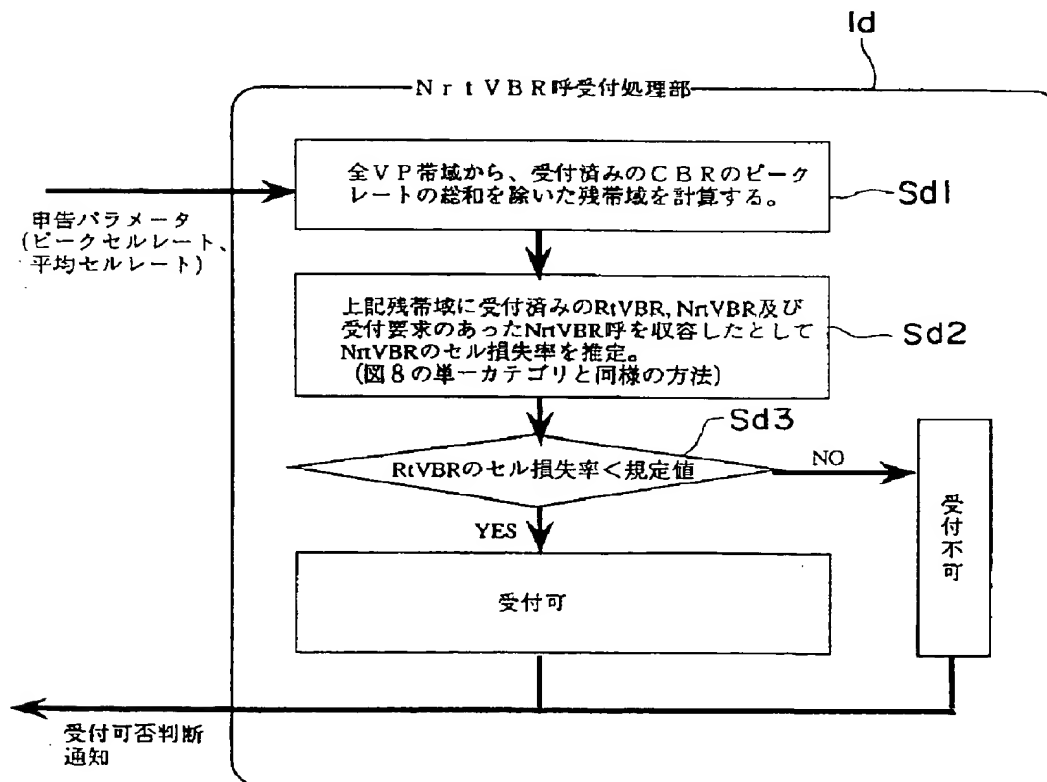 1d
NrtVBR呼受付処理部
全VP帯域から、受付済みのCBRのピーク
レートの総和を除いた残帯域を計算する。
Sd1
申告パラメータ
(ピークセルレート、
平均セルレート)
上記残帯域に受付済みのRtVBR, NrtVBR及び
受付要求のあったNrtVBR呼を収容したとして
NrtVBRのセル損失率を推定。
(図8の単一カテゴリと同様の方法)
Sd2
Sd3
RtVBRのセル損失率<規定値
NO
YES
受付不可
受付可
受付可否判断
通知